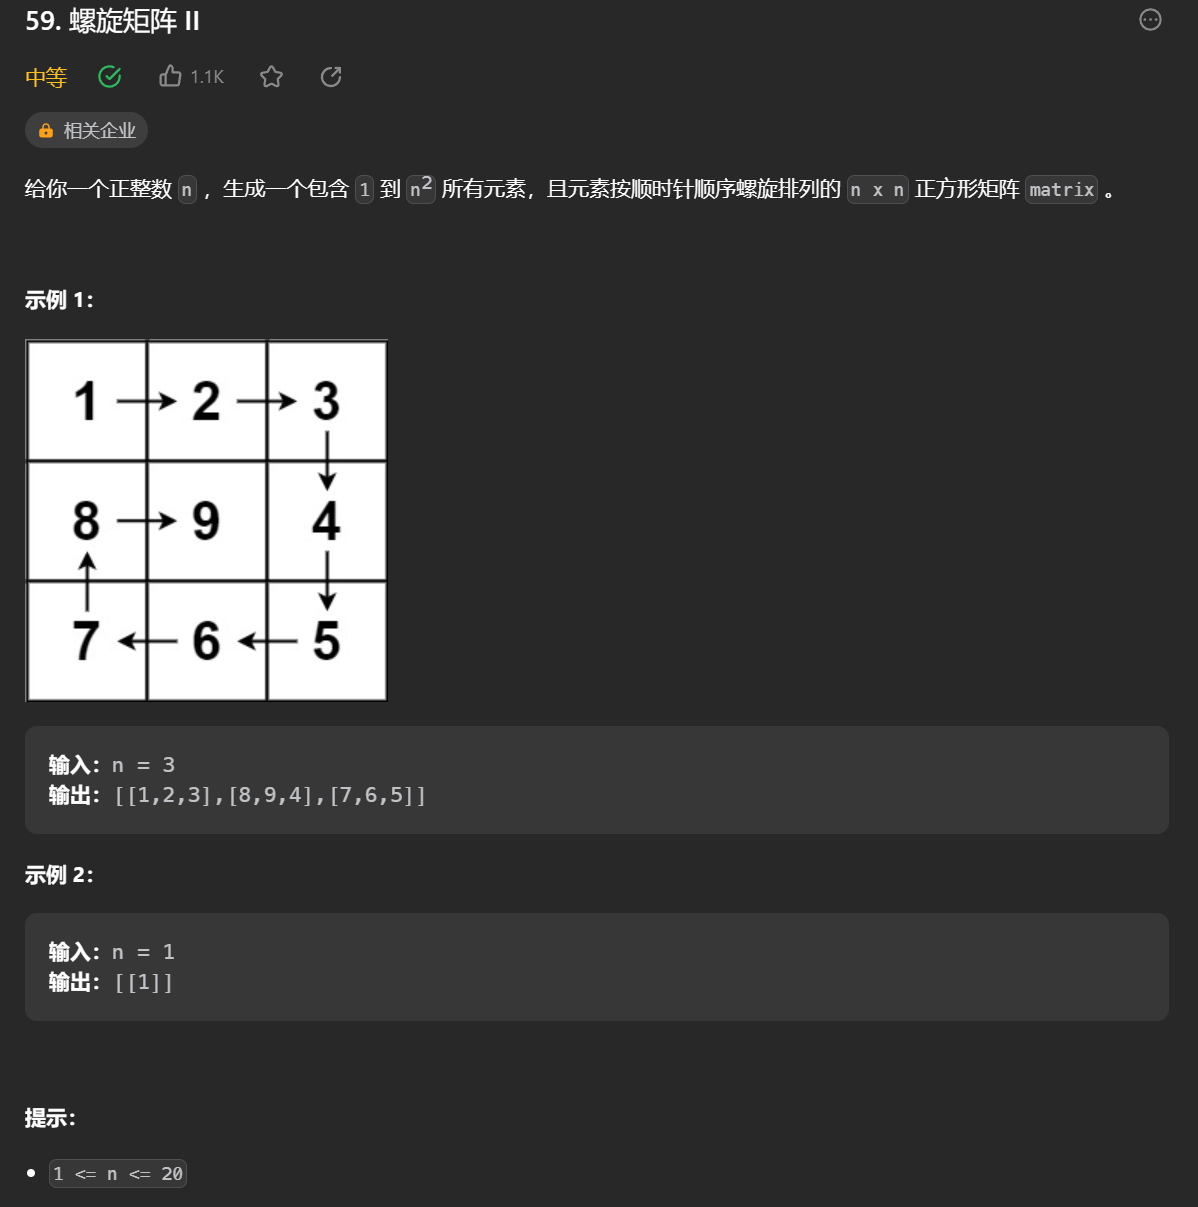 59. 螺旋矩阵 II
中等 1.1K
相关企业
给你一个正整数 n ，生成一个包含 1 到 n² 所有元素，且元素按顺时针顺序螺旋排列的 n x n 正方形矩阵 matrix 。
示例 1：
1 2 3
8 9 4
7 6 5
输入：n = 3
输出：[[1,2,3],[8,9,4],[7,6,5]]
示例 2：
输入：n = 1
输出：[[1]]
提示：
1 <= n <= 20